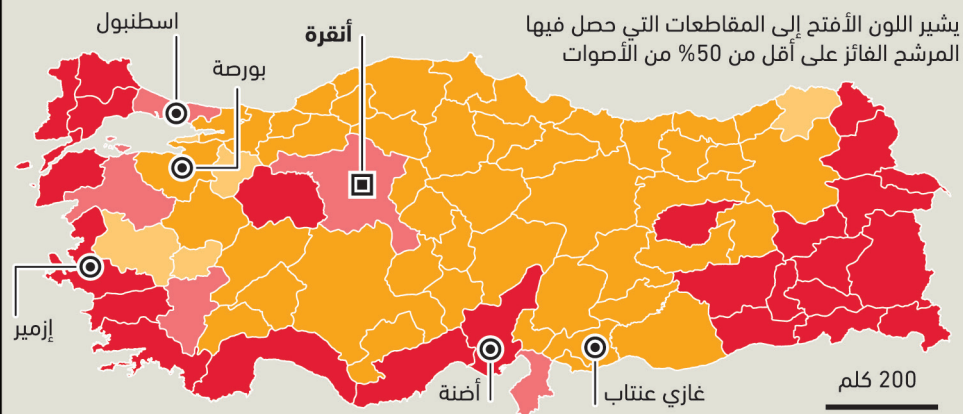 يشير اللون الأفتح إلى المقاطعات التي حصل فيها
المرشح الفائز على أقل من 50% من الأصوات
اسطنبول
أنقرة
بورصة
إزمير
أضنة
غازي عنتاب
200 كلم